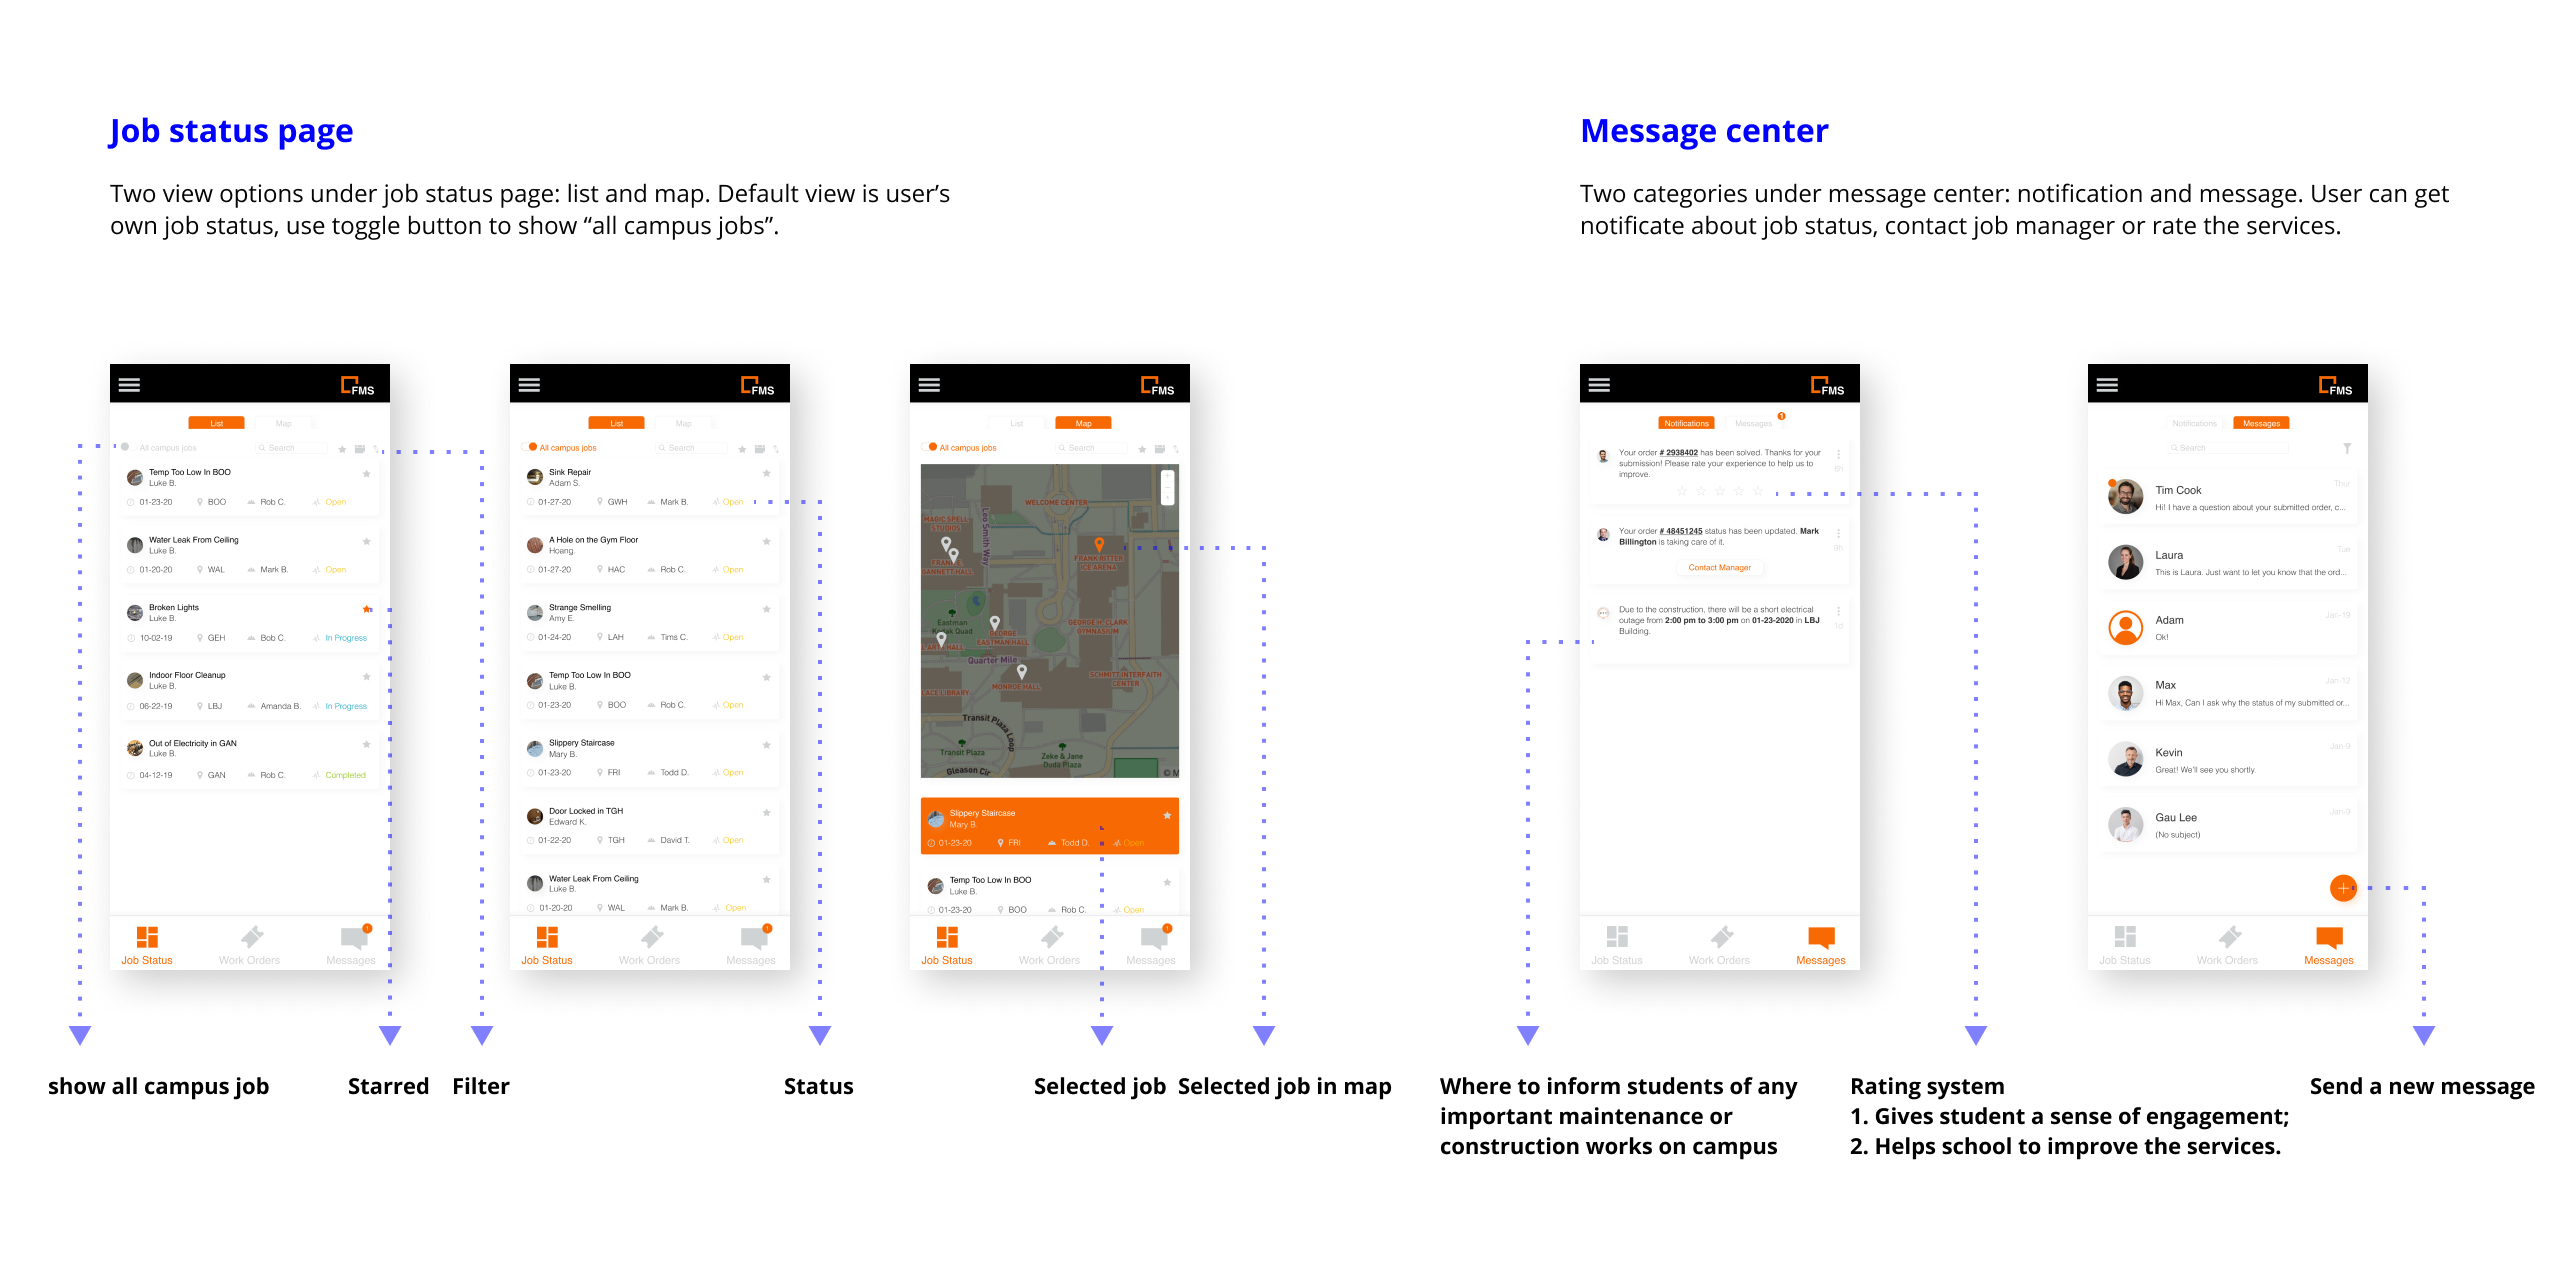 Job status page
Two view options under job status page: list and map. Default view is user’s
own job status, use toggle button to show “all campus jobs”.
Message center
Two categories under message center: notification and message. User can get
notificate about job status, contact job manager or rate the services.
FMS
List Map
All campus jobs Search
Temp Too Low In BOO
Luke B.
01-23-20 BOO Rob C. Open
Water Leak From Ceiling
Luke B.
01-20-20 WAL Mark B. Open
Broken Lights
Luke B.
10-02-19 GEH Bob C. In Progress
Indoor Floor Cleanup
Luke B.
06-22-19 LBJ Amanda B. In Progress
Out of Electricity in GAN
Luke B.
04-12-19 GAN Rob C. Completed
Job Status Work Orders Messages
FMS
List Map
All campus jobs Search
Sink Repair
Adam S.
01-27-20 GWH Mark B. Open
A Hole on the Gym Floor
Hoang.
01-27-20 HAC Rob C. Open
Strange Smelling
Amy E.
01-24-20 LAH Tims C. Open
Temp Too Low In BOO
Luke B.
01-23-20 BOO Rob C. Open
Slippery Staircase
Mary B.
01-23-20 FRI Todd D. Open
Door Locked in TGH
Edward K.
01-22-20 TGH David T. Open
Water Leak From Ceiling
Luke B.
01-20-20 WAL Mark B. Open
Job Status Work Orders Messages
FMS
List Map
All campus jobs Search
WELCOME CENTER
MAGIC SPELL
STUDIOS
Leo Smith Way
FRANK RITTER
ICE ARENA
Eastman
Kodak Quad
GEORGE
EASTMAN HALL
GEORGE H. CLARK
GYMNASIUM
Quarter Mile
MONROE HALL
SCHMITT INTERFAITH
CENTER
Transit Plaza Loop
Transit Plaza
Zeke & Jane
Duda Plaza
Gleason Cir
Slippery Staircase
Mary B.
01-23-20 FRI Todd D. Open
Temp Too Low In BOO
Luke B.
01-23-20 BOO Rob C. Open
Job Status Work Orders Messages
FMS
Notifications Messages 1
Your order # 2938402 has been solved. Thanks for your
submission! Please rate your experience to help us to
improve.
Your order # 48451245 status has been updated. Mark
Billington is taking care of it.
Contact Manager
Due to the construction, there will be a short electrical
outage from 2:00 pm to 3:00 pm on 01-23-2020 in LBJ
Building.
1d
Job Status Work Orders Messages
FMS
Notifications Messages
Search
Tim Cook Thur
Hi! I have a question about your submitted order, c...
Laura Tue
This is Laura. Just want to let you know that the ord...
Adam Jan-19
Ok!
Max Jan-12
Hi Max, Can I ask why the status of my submitted or...
Kevin Jan-9
Great! We'll see you shortly.
Gau Lee Jan-9
(No subject)
Job Status Work Orders Messages
show all campus job
Starred
Filter
Status
Selected job
Selected job in map
Where to inform students of any
important maintenance or
construction works on campus
Rating system
1. Gives student a sense of engagement;
2. Helps school to improve the services.
Send a new message